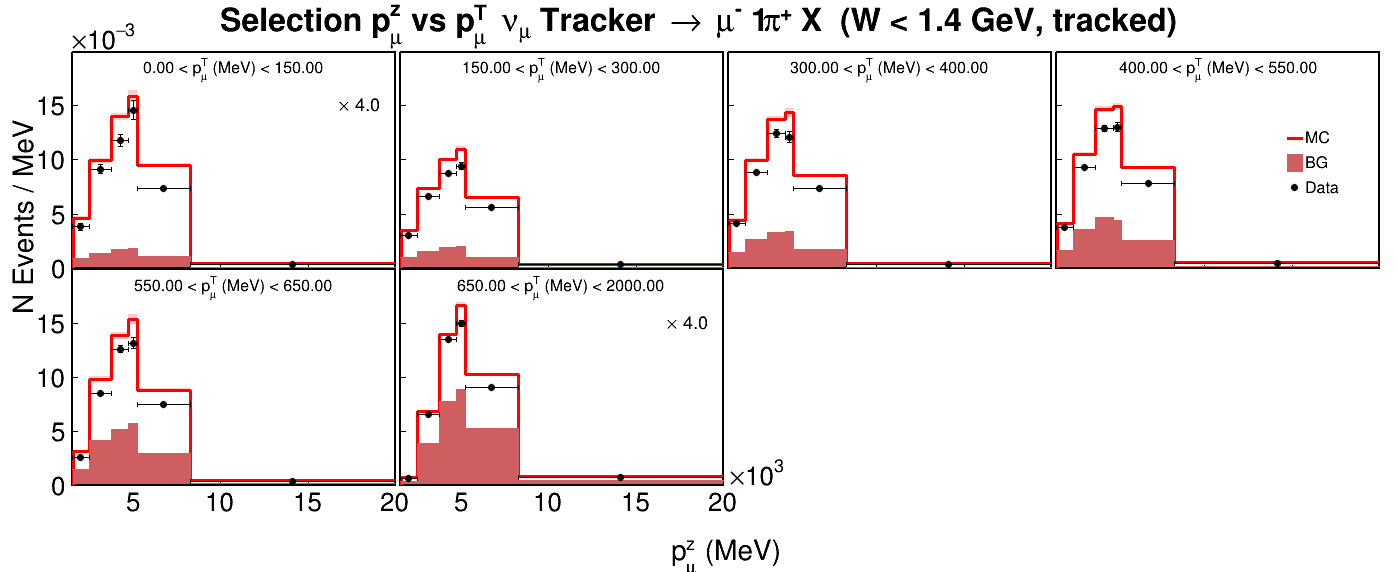 Selection p^z_μ vs p^T_μ ν_μ Tracker → μ^- 1π^+ X (W < 1.4 GeV, tracked)
×10^−3
0.00 < p^T_μ (MeV) < 150.00
150.00 < p^T_μ (MeV) < 300.00
300.00 < p^T_μ (MeV) < 400.00
400.00 < p^T_μ (MeV) < 550.00
15
× 4.0
MC
BG
Data
10
5
0
N Events / MeV
550.00 < p^T_μ (MeV) < 650.00
650.00 < p^T_μ (MeV) < 2000.00
15
× 4.0
10
5
0
×10^3
5 10 15 20
0 5 10 15 20
p^z_μ (MeV)